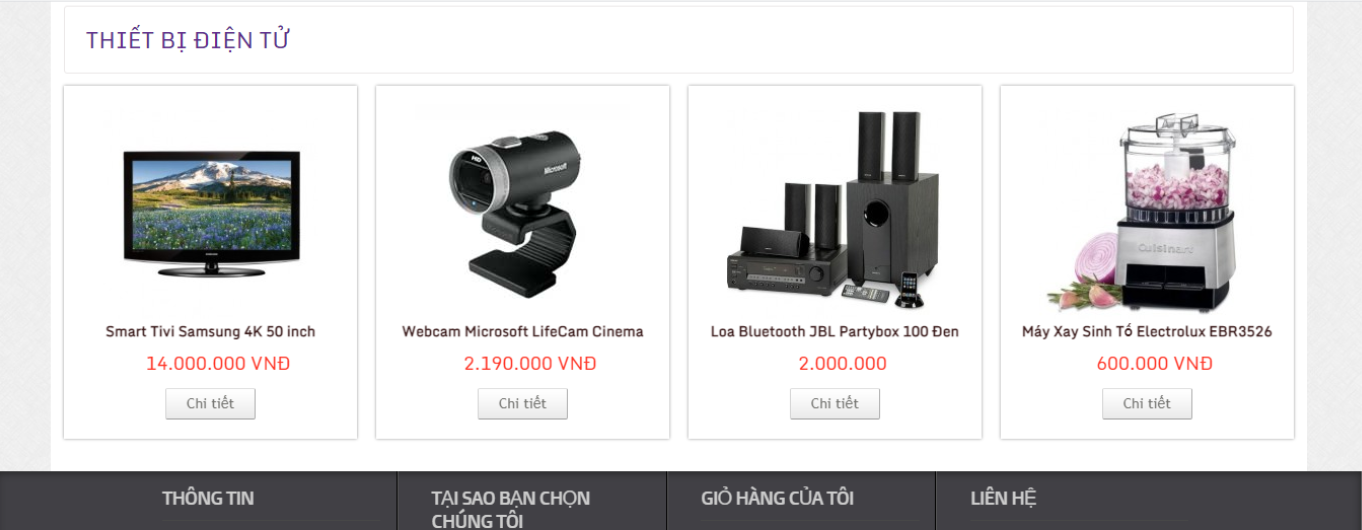 THIẾT BỊ ĐIỆN TỬ
HD
Microsoft
Cuisinart
Smart Tivi Samsung 4K 50 inch
Webcam Microsoft LifeCam Cinema
Loa Bluetooth JBL Partybox 100 Đen
Máy Xay Sinh Tố Electrolux EBR3526
14.000.000 VNĐ
2.190.000 VNĐ
2.000.000
600.000 VNĐ
Chi tiết
Chi tiết
Chi tiết
Chi tiết
THÔNG TIN
TẠI SAO BẠN CHỌN
CHÚNG TÔI
GIỎ HÀNG CỦA TÔI
LIÊN HỆ